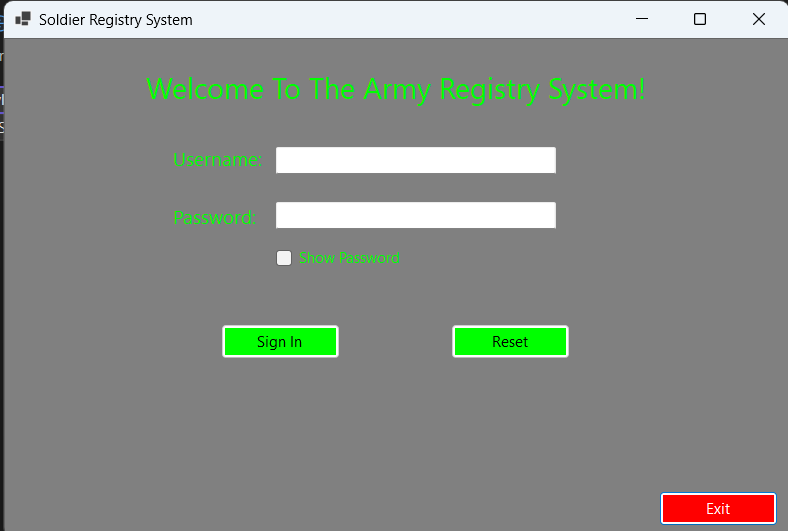 Soldier Registry System
Welcome To The Army Registry System!
Username:
Password:
Show Password
Sign In
Reset
Exit